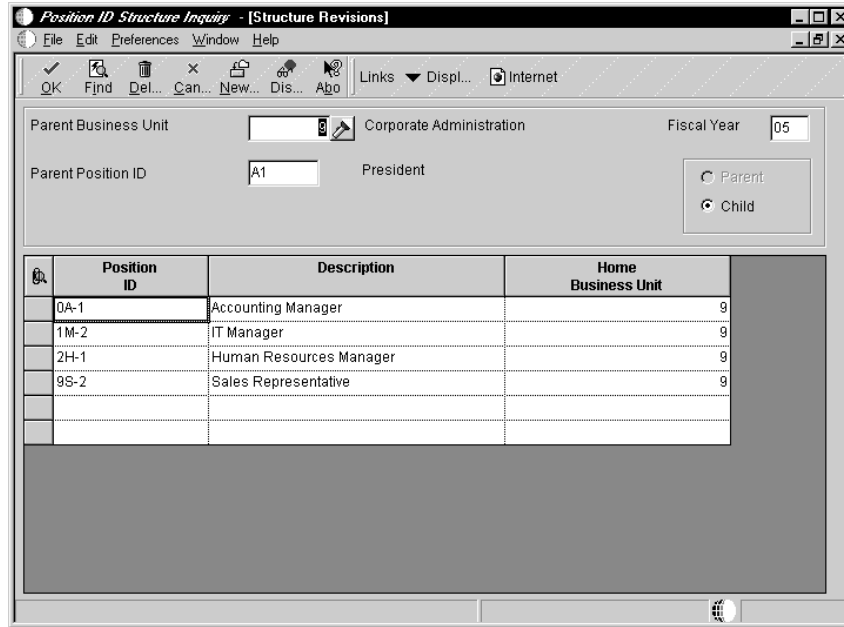 Position ID Structure Inquiry - [Structure Revisions]
File Edit Preferences Window Help
OK Find Del... Can... New... Dis... Abo Links Displ... Internet
Parent Business Unit 9 Corporate Administration Fiscal Year 05
Parent Position ID A1 President
Parent
Child
Position ID Description Home Business Unit
0A-1 Accounting Manager 9
1M-2 IT Manager 9
2H-1 Human Resources Manager 9
9S-2 Sales Representative 9